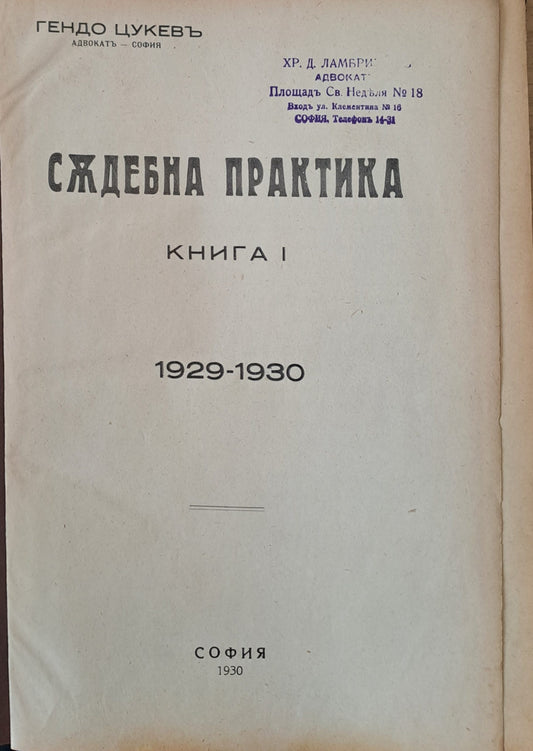 ГЕНДО ЦУКЕВЪ
АДВОКАТЪ – СОФИЯ
ХР. Д.
АДВОКАТ
Площадъ Св. Недѣля № 18
Входъ ул. Клементина № 16
СОФИЯ, Телефонъ 14-31
СѪДЕБНА ПРАКТИКА
КНИГА I
1929-1930
СОФИЯ
1930